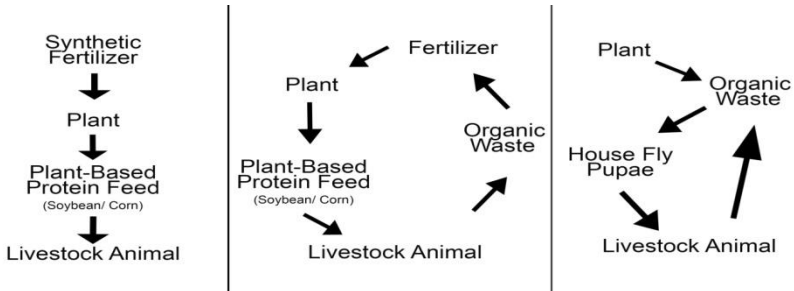 Synthetic
Fertilizer
Plant
Plant-Based
Protein Feed
(Soybean/ Corn)
Livestock Animal
Fertilizer
Plant
Organic
Waste
Plant-Based
Protein Feed
(Soybean/ Corn)
Livestock Animal
Plant
Organic
Waste
House Fly
Pupae
Livestock Animal